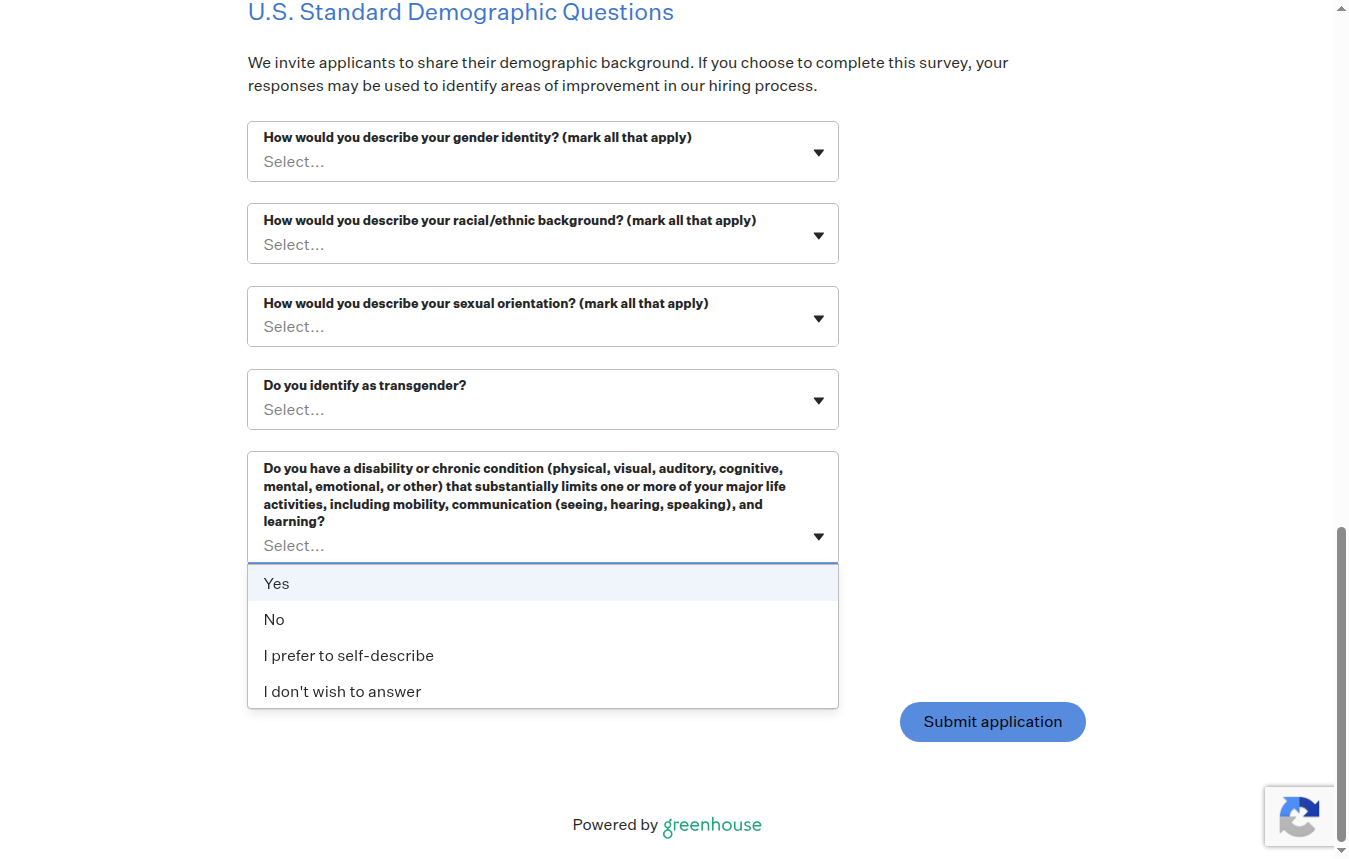 U.S. Standard Demographic Questions
We invite applicants to share their demographic background. If you choose to complete this survey, your
responses may be used to identify areas of improvement in our hiring process.
How would you describe your gender identity? (mark all that apply)
Select...
How would you describe your racial/ethnic background? (mark all that apply)
Select...
How would you describe your sexual orientation? (mark all that apply)
Select...
Do you identify as transgender?
Select...
Do you have a disability or chronic condition (physical, visual, auditory, cognitive,
mental, emotional, or other) that substantially limits one or more of your major life
activities, including mobility, communication (seeing, hearing, speaking), and
learning?
Select...
Yes
No
I prefer to self-describe
I don't wish to answer
Submit application
Powered by greenhouse